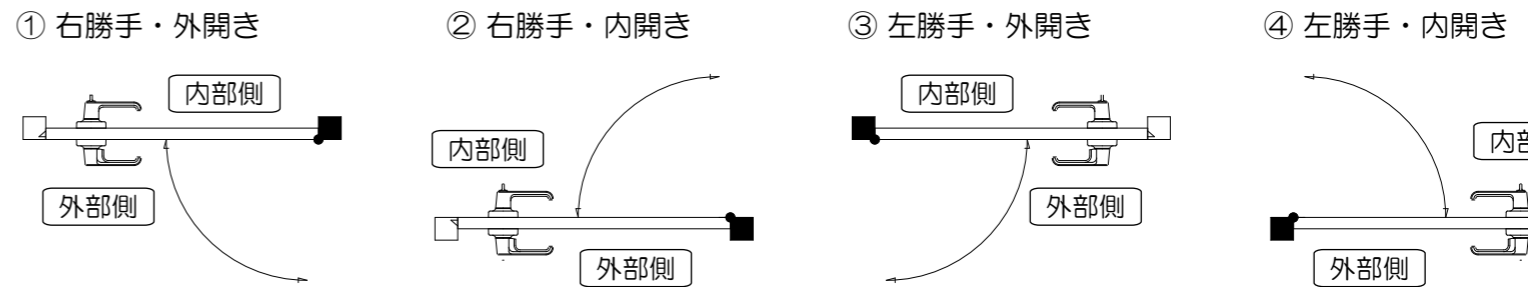 ① 右勝手・外開き
② 右勝手・内開き
③ 左勝手・外開き
④ 左勝手・内開き
内部側
外部側
内部側
外部側
内部側
外部側
内部
外部側